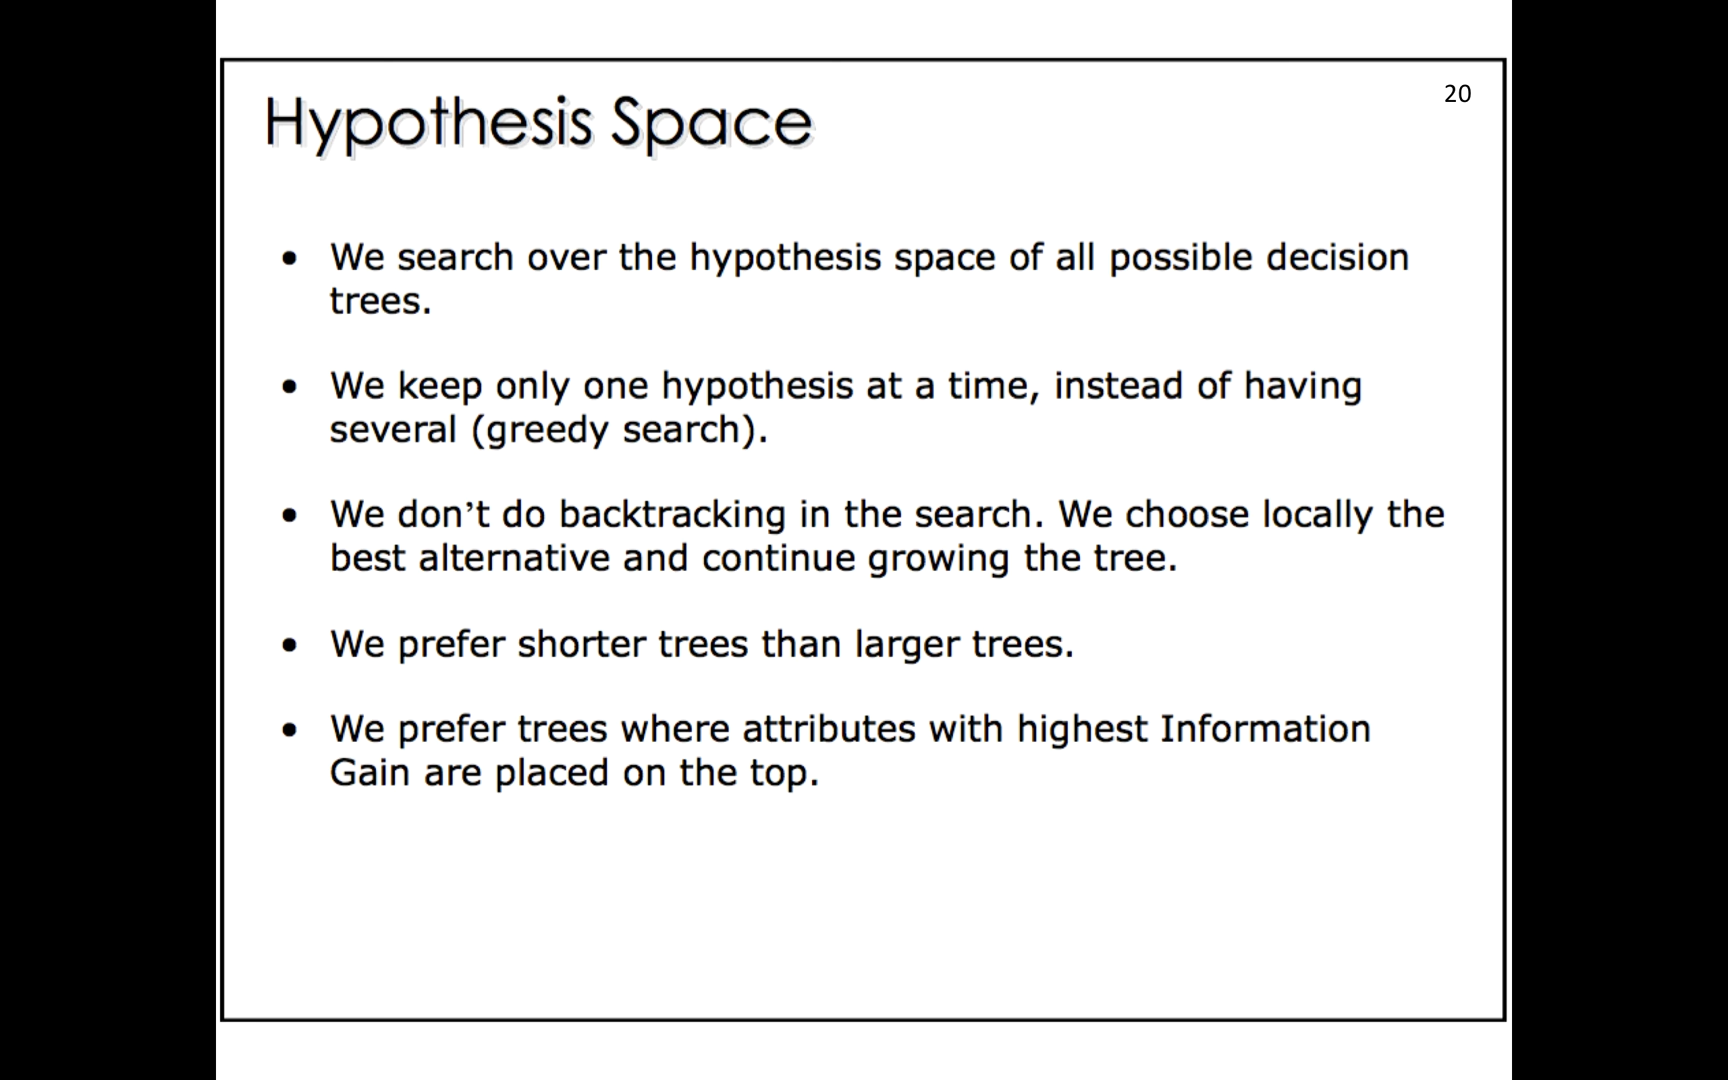 20
Hypothesis Space
• We search over the hypothesis space of all possible decision
trees.
• We keep only one hypothesis at a time, instead of having
several (greedy search).
• We don’t do backtracking in the search. We choose locally the
best alternative and continue growing the tree.
• We prefer shorter trees than larger trees.
• We prefer trees where attributes with highest Information
Gain are placed on the top.